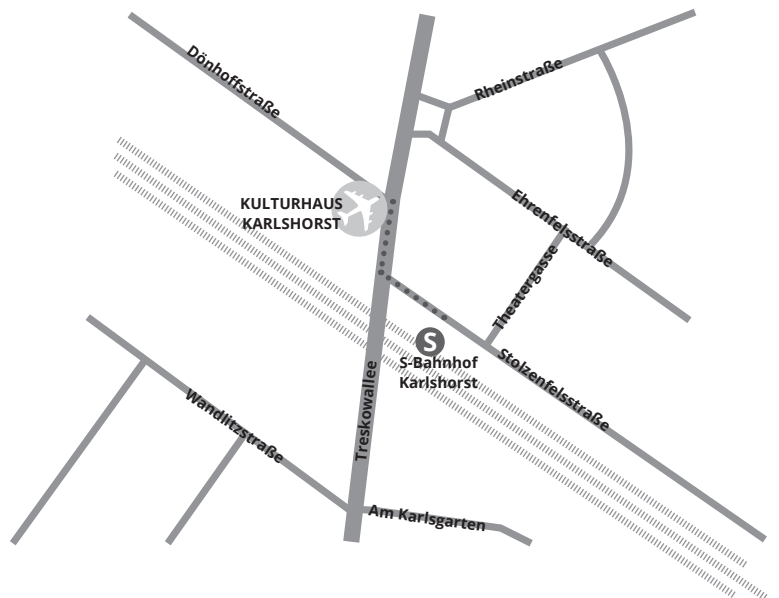 Dönhoffstraße
Rheinstraße
KULTURHAUS
KARLSHORST
Ehrenfelsstraße
Theatergasse
S
S-Bahnhof
Karlshorst
Stolzenfelsstraße
Treskowallee
Wandlitzstraße
Am Karlsgarten